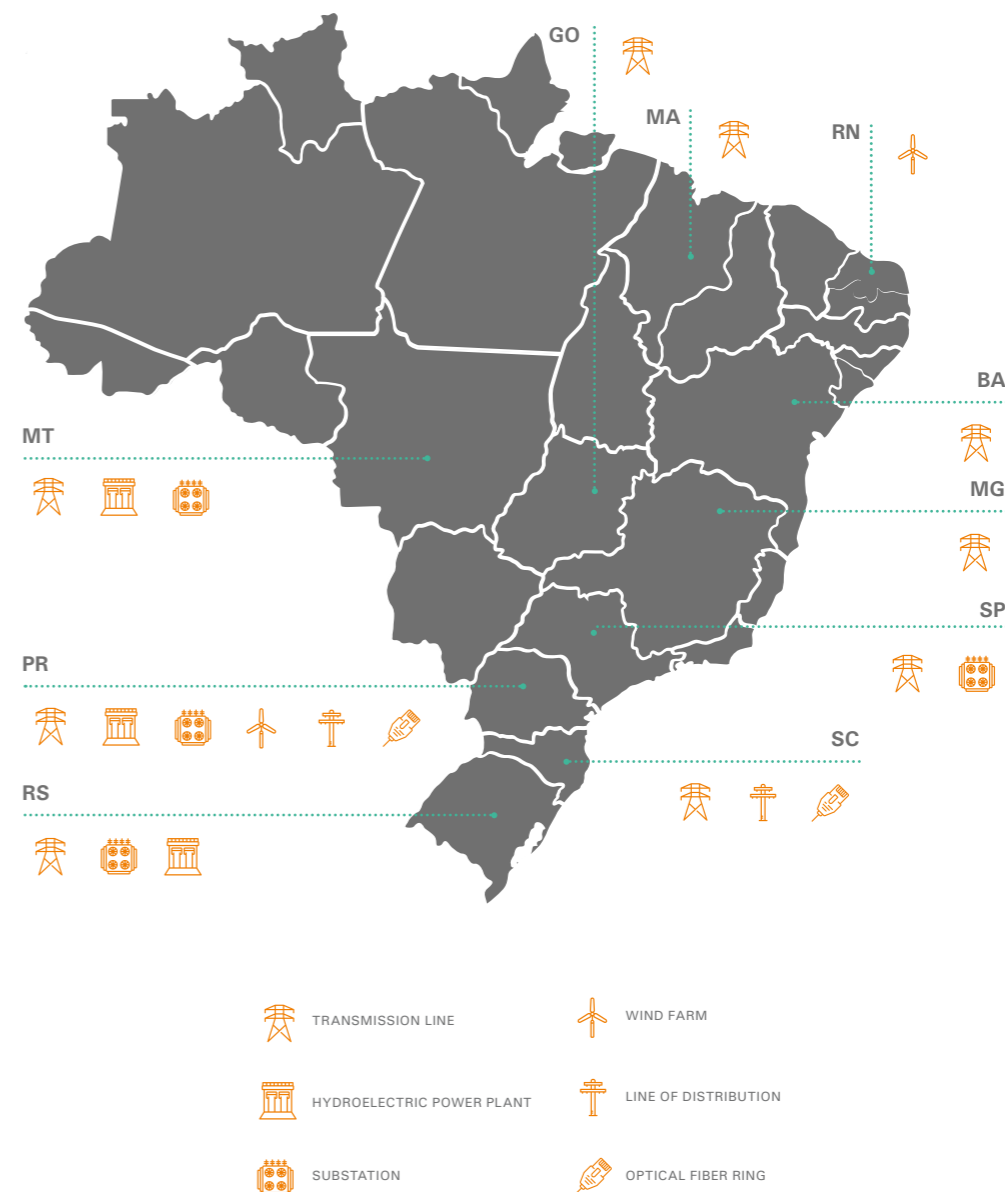 GO
MA
RN
BA
MT
MG
SP
PR
SC
RS
TRANSMISSION LINE
WIND FARM
HYDROELECTRIC POWER PLANT
LINE OF DISTRIBUTION
SUBSTATION
OPTICAL FIBER RING